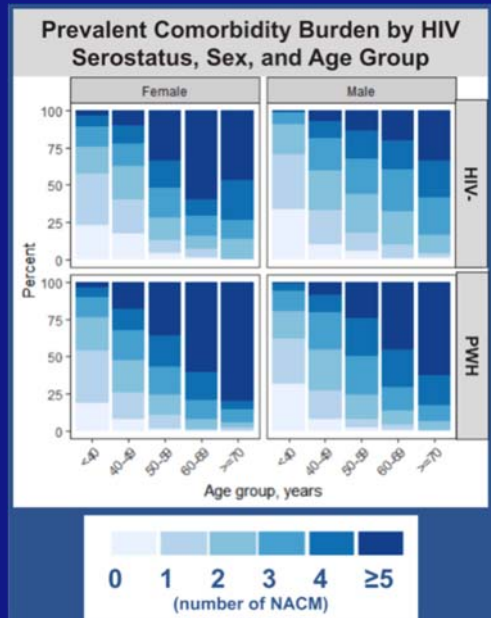 Prevalent Comorbidity Burden by HIV
Serostatus, Sex, and Age Group
Female
Male
100
75
50
25
0
HIV-
Percent
100
75
50
25
0
PWH
<40
40-49
50-59
60-69
>=70
<40
40-49
50-59
60-69
>=70
Age group, years
0 1 2 3 4 ≥5
(number of NACM)